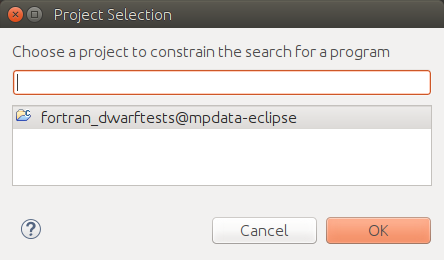 Project Selection
Choose a project to constrain the search for a program
fortran_dwarftests@mpdata-eclipse
?
Cancel
OK